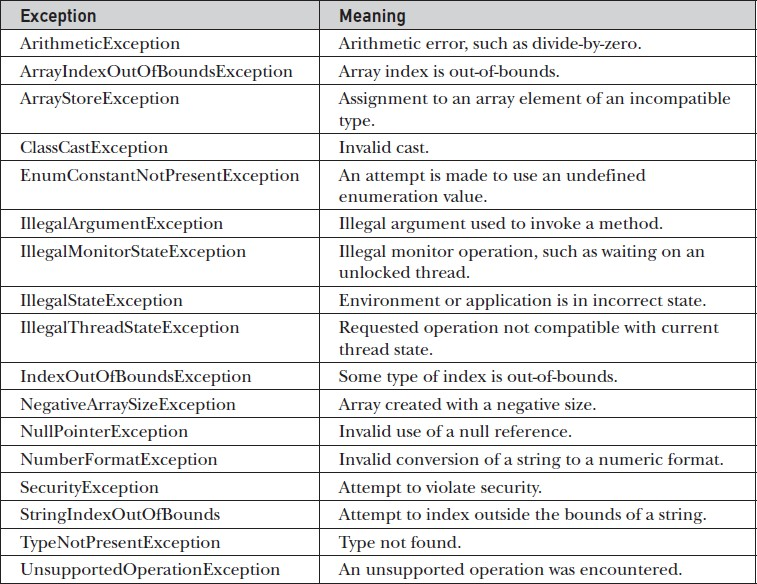 Exception Meaning
ArithmeticException Arithmetic error, such as divide-by-zero.
ArrayIndexOutOfBoundsException Array index is out-of-bounds.
ArrayStoreException Assignment to an array element of an incompatible
type.
ClassCastException Invalid cast.
EnumConstantNotPresentException An attempt is made to use an undefined
enumeration value.
IllegalArgumentException Illegal argument used to invoke a method.
IllegalMonitorStateException Illegal monitor operation, such as waiting on an
unlocked thread.
IllegalStateException Environment or application is in incorrect state.
IllegalThreadStateException Requested operation not compatible with current
thread state.
IndexOutOfBoundsException Some type of index is out-of-bounds.
NegativeArraySizeException Array created with a negative size.
NullPointerException Invalid use of a null reference.
NumberFormatException Invalid conversion of a string to a numeric format.
SecurityException Attempt to violate security.
StringIndexOutOfBounds Attempt to index outside the bounds of a string.
TypeNotPresentException Type not found.
UnsupportedOperationException An unsupported operation was encountered.